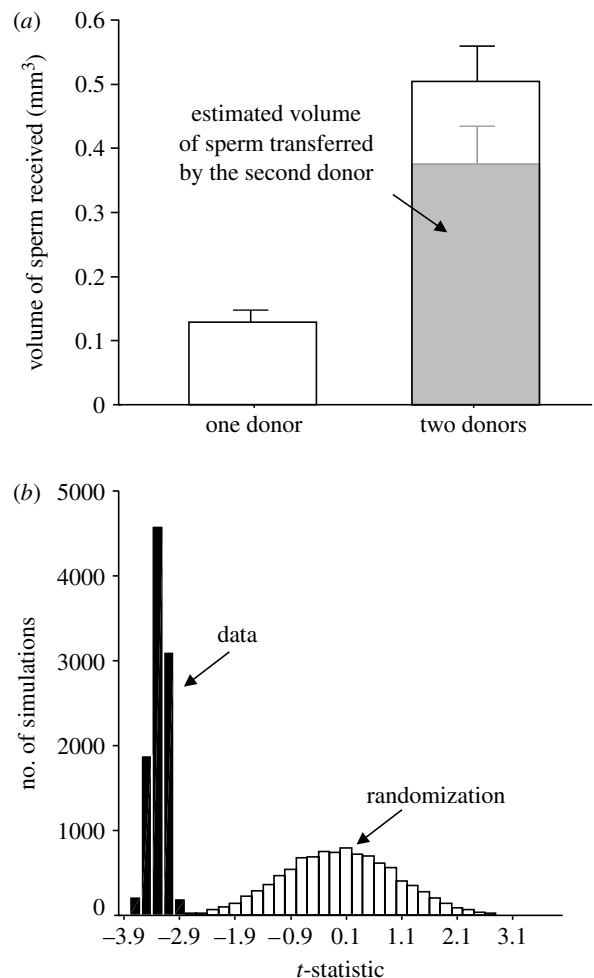 (a)
0.6
0.5
0.4
0.3
0.2
0.1
0
volume of sperm received (mm³)
estimated volume
of sperm transferred
by the second donor
one donor two donors
(b)
5000
4000
3000
2000
1000
0
no. of simulations
data
randomization
−3.9 −2.9 −1.9 −0.9 0.1 1.1 2.1 3.1
t-statistic